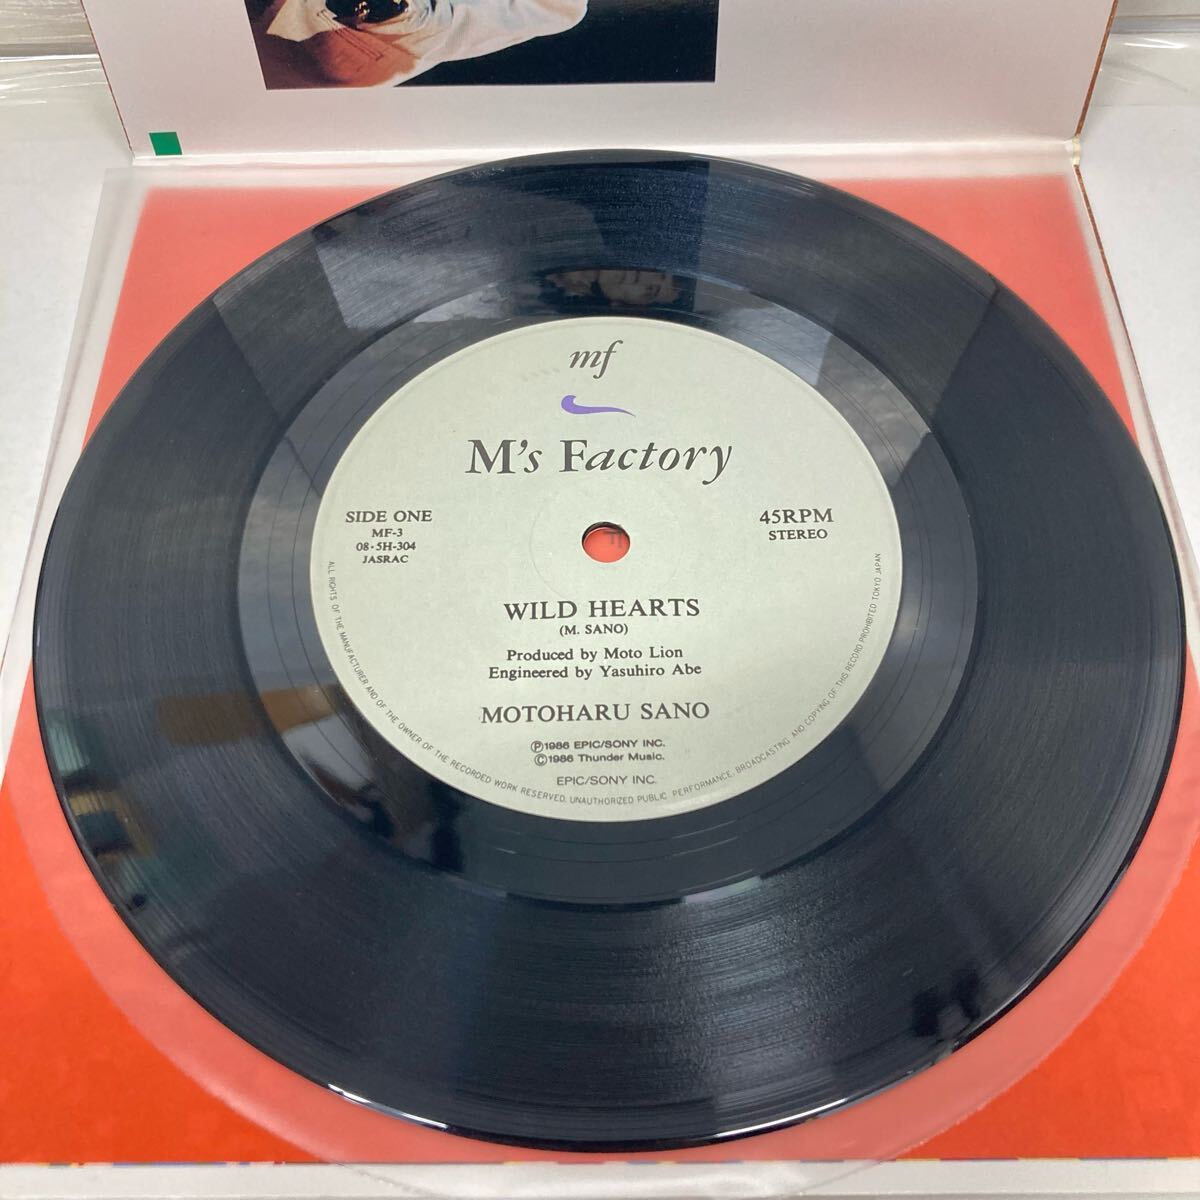 mf
M's Factory
SIDE ONE
MF-3
08·5H-304
JASRAC
45RPM
STEREO
WILD HEARTS
(M. SANO)
Produced by Moto Lion
Engineered by Yasuhiro Abe
MOTOHARU SANO
Ⓟ1986 EPIC/SONY INC.
Ⓒ1986 Thunder Music.
EPIC/SONY INC.
ALL RIGHTS OF THE MANUFACTURER AND OF THE OWNER OF THE RECORDED WORK RESERVED. UNAUTHORIZED PUBLIC PERFORMANCE, BROADCASTING AND COPYING OF THIS RECORD PROHIBITED TOKYO JAPAN